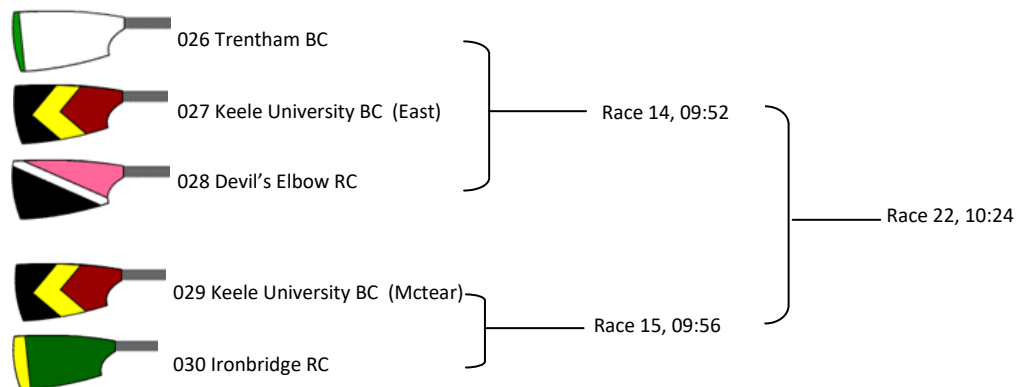 026 Trentham BC
027 Keele University BC (East)
Race 14, 09:52
028 Devil's Elbow RC
Race 22, 10:24
029 Keele University BC (Mctear)
Race 15, 09:56
030 Ironbridge RC